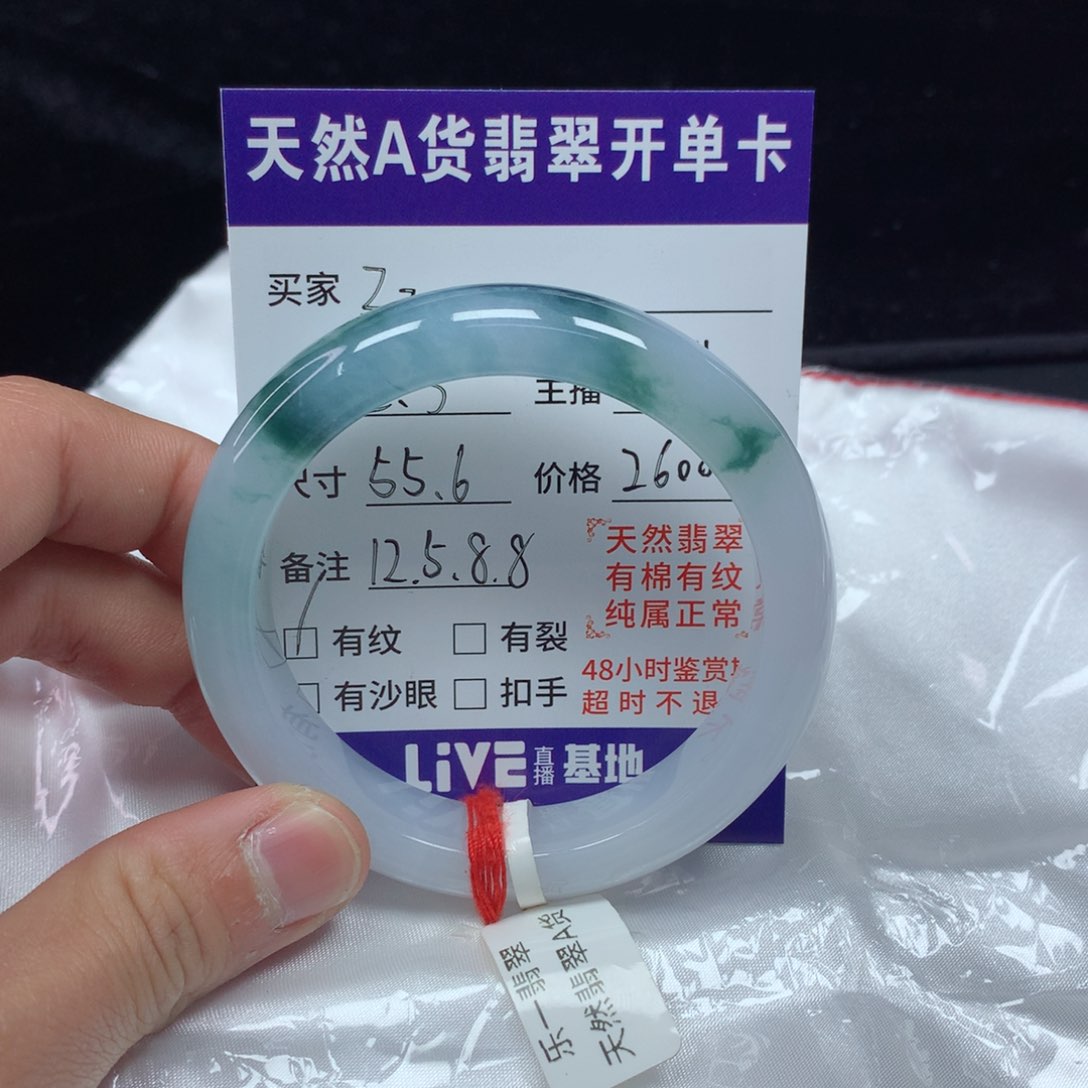 天然A货翡翠开单卡
买家
主播
寸 55.6 价格 2600
备注 12.5.8.8
天然翡翠
有棉有纹
纯属正常
□ 有纹 □ 有裂
48小时鉴赏
□ 有沙眼 □ 扣手
超时不退
LiVE 直播 基地
乐一翡翠
天然翡翠A货